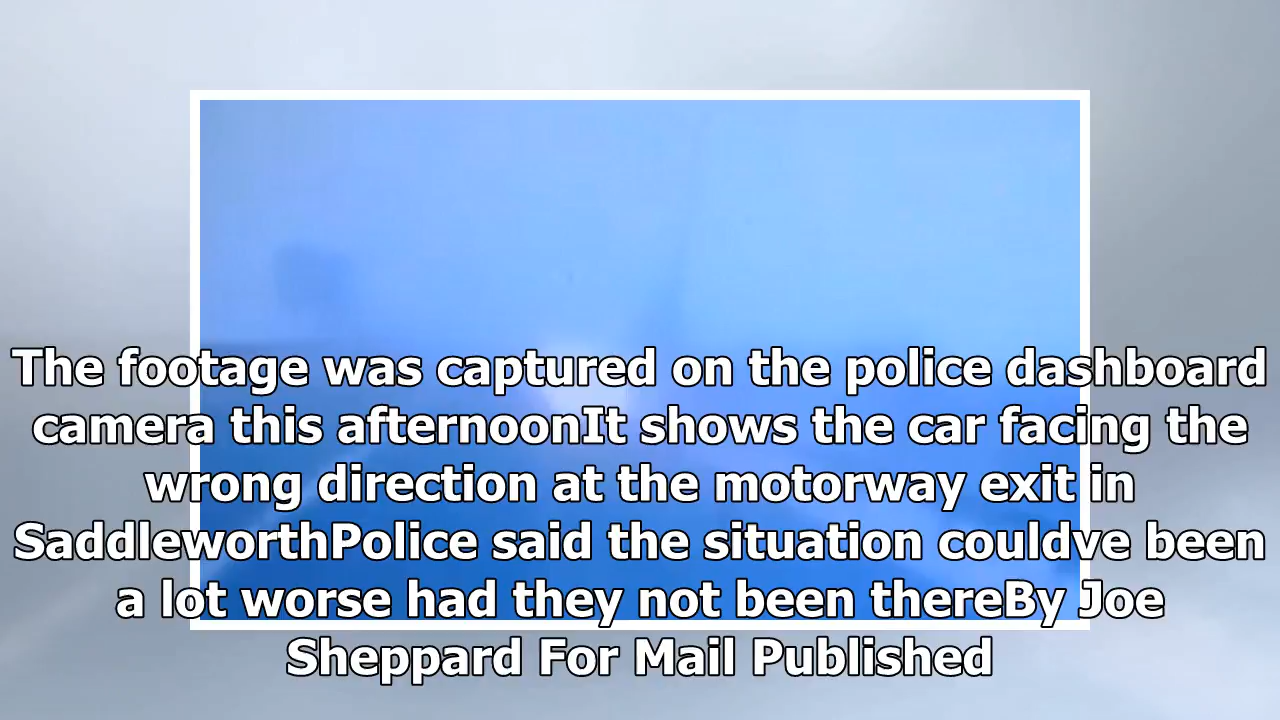 The footage was captured on the police dashboard
camera this afternoonIt shows the car facing the
wrong direction at the motorway exit in
SaddleworthPolice said the situation couldve been
a lot worse had they not been thereBy Joe
Sheppard For Mail Published